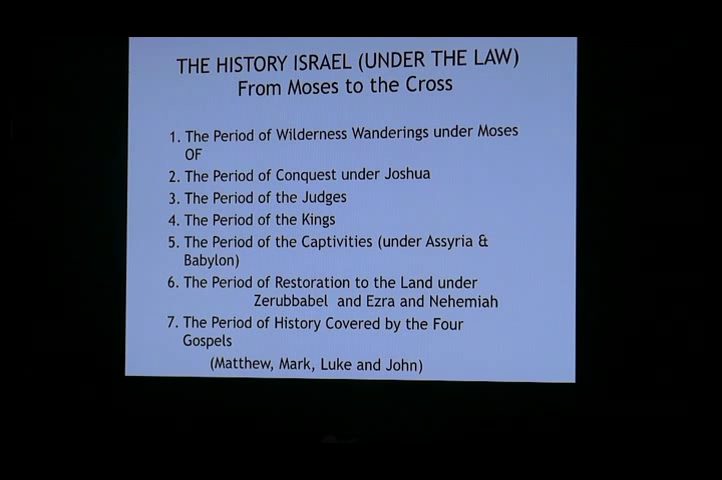 THE HISTORY ISRAEL (UNDER THE LAW)
From Moses to the Cross
1. The Period of Wilderness Wanderings under Moses
OF
2. The Period of Conquest under Joshua
3. The Period of the Judges
4. The Period of the Kings
5. The Period of the Captivities (under Assyria &
Babylon)
6. The Period of Restoration to the Land under
Zerubbabel and Ezra and Nehemiah
7. The Period of History Covered by the Four
Gospels
(Matthew, Mark, Luke and John)